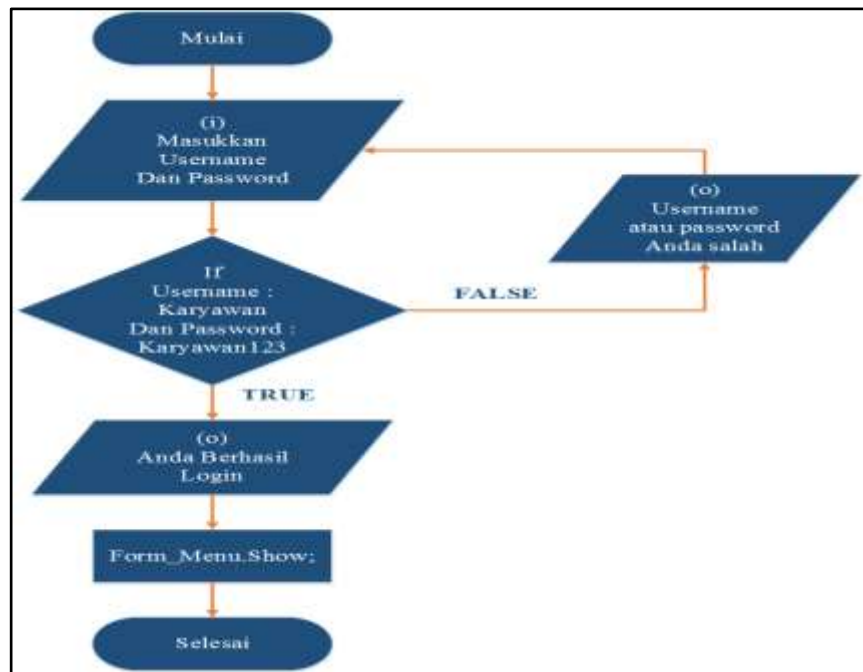 Mulai
(i)
Masukkan
Username
Dan Password
If
Username :
Karyawan
Dan Password :
Karyawan123
FALSE
(o)
Username
atau password
Anda salah
TRUE
(o)
Anda Berhasil
Login
Form_Menu.Show;
Selesai